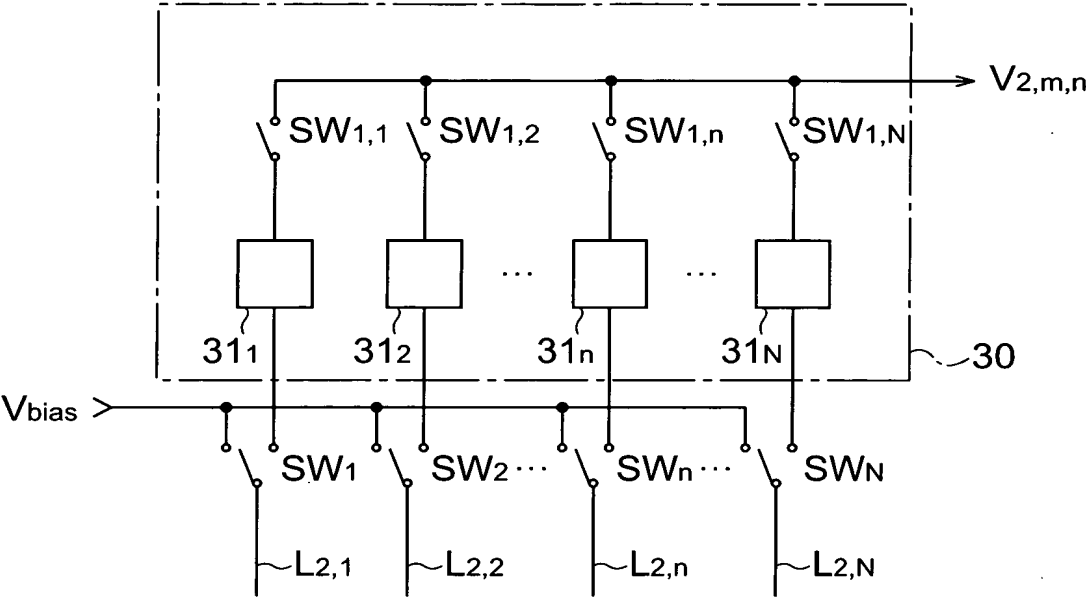 V2,m,n
SW1,1 SW1,2 SW1,n SW1,N
... ...
311 312 31n 31N
30
Vbias
SW1 SW2 ... SWn ... SWN
L2,1 L2,2 L2,n L2,N